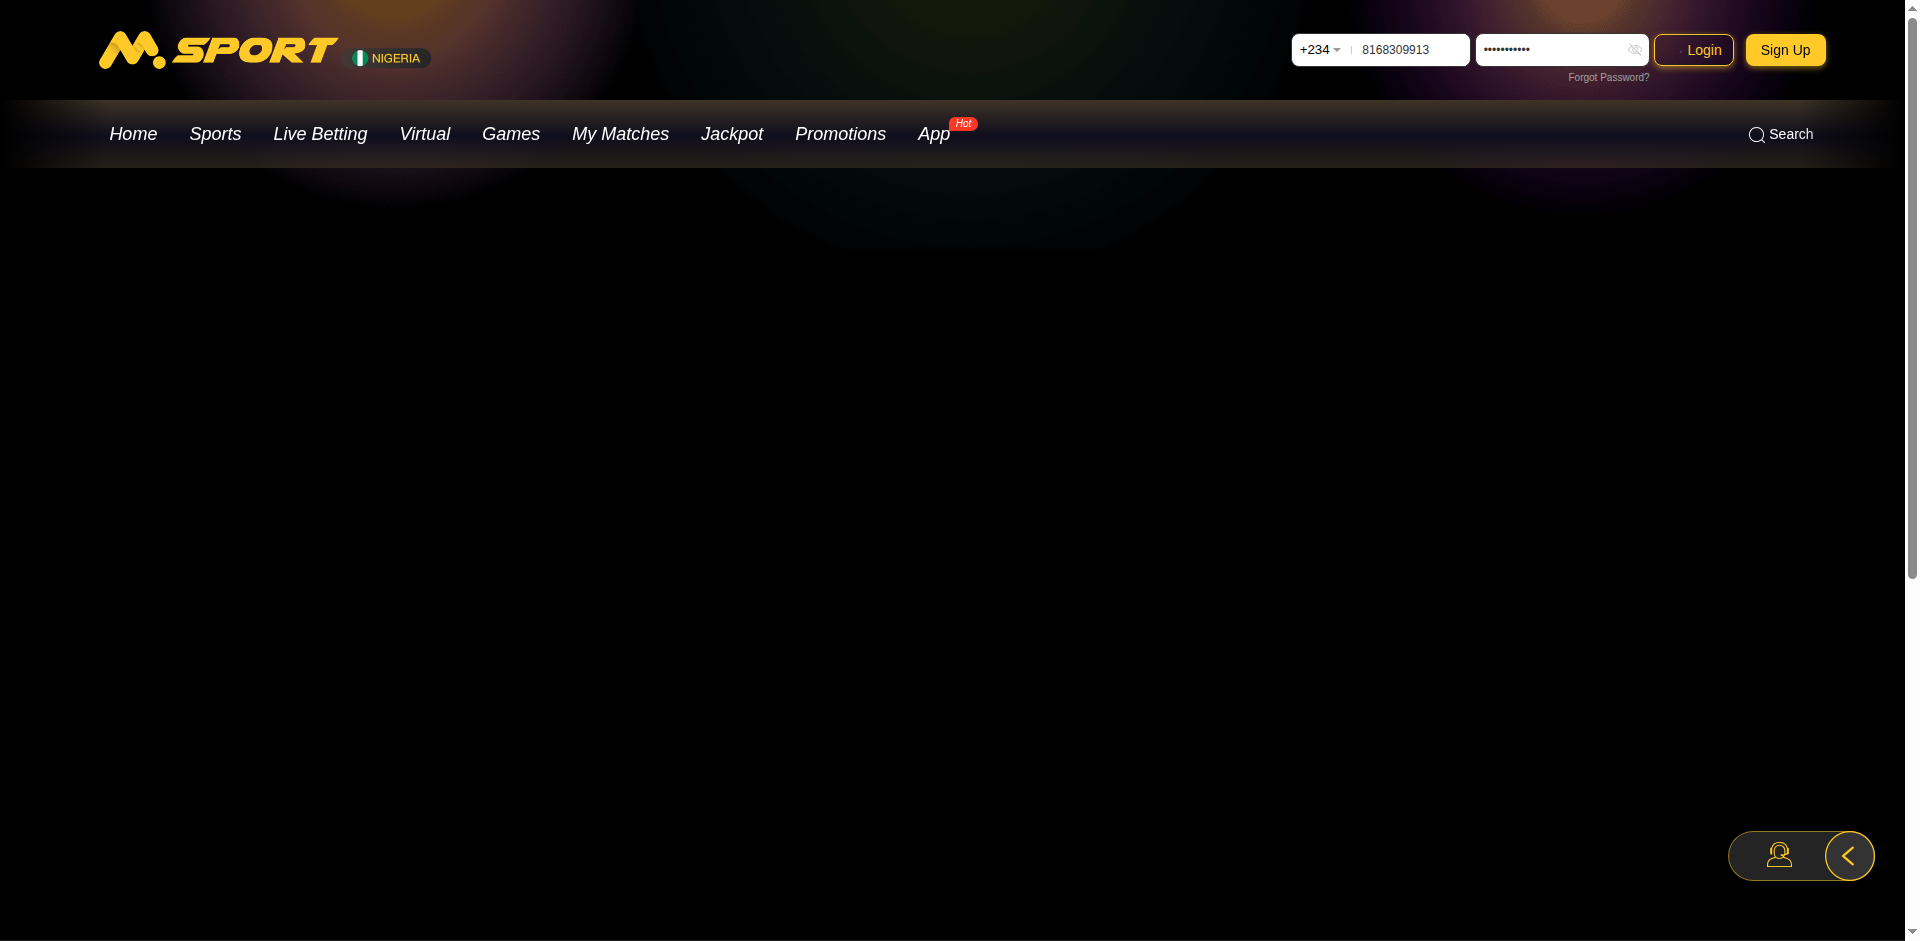 M.SPORT
NIGERIA
+234 8168309913 ••••••••••• Login Sign Up
Forgot Password?
Home Sports Live Betting Virtual Games My Matches Jackpot Promotions App Hot Search